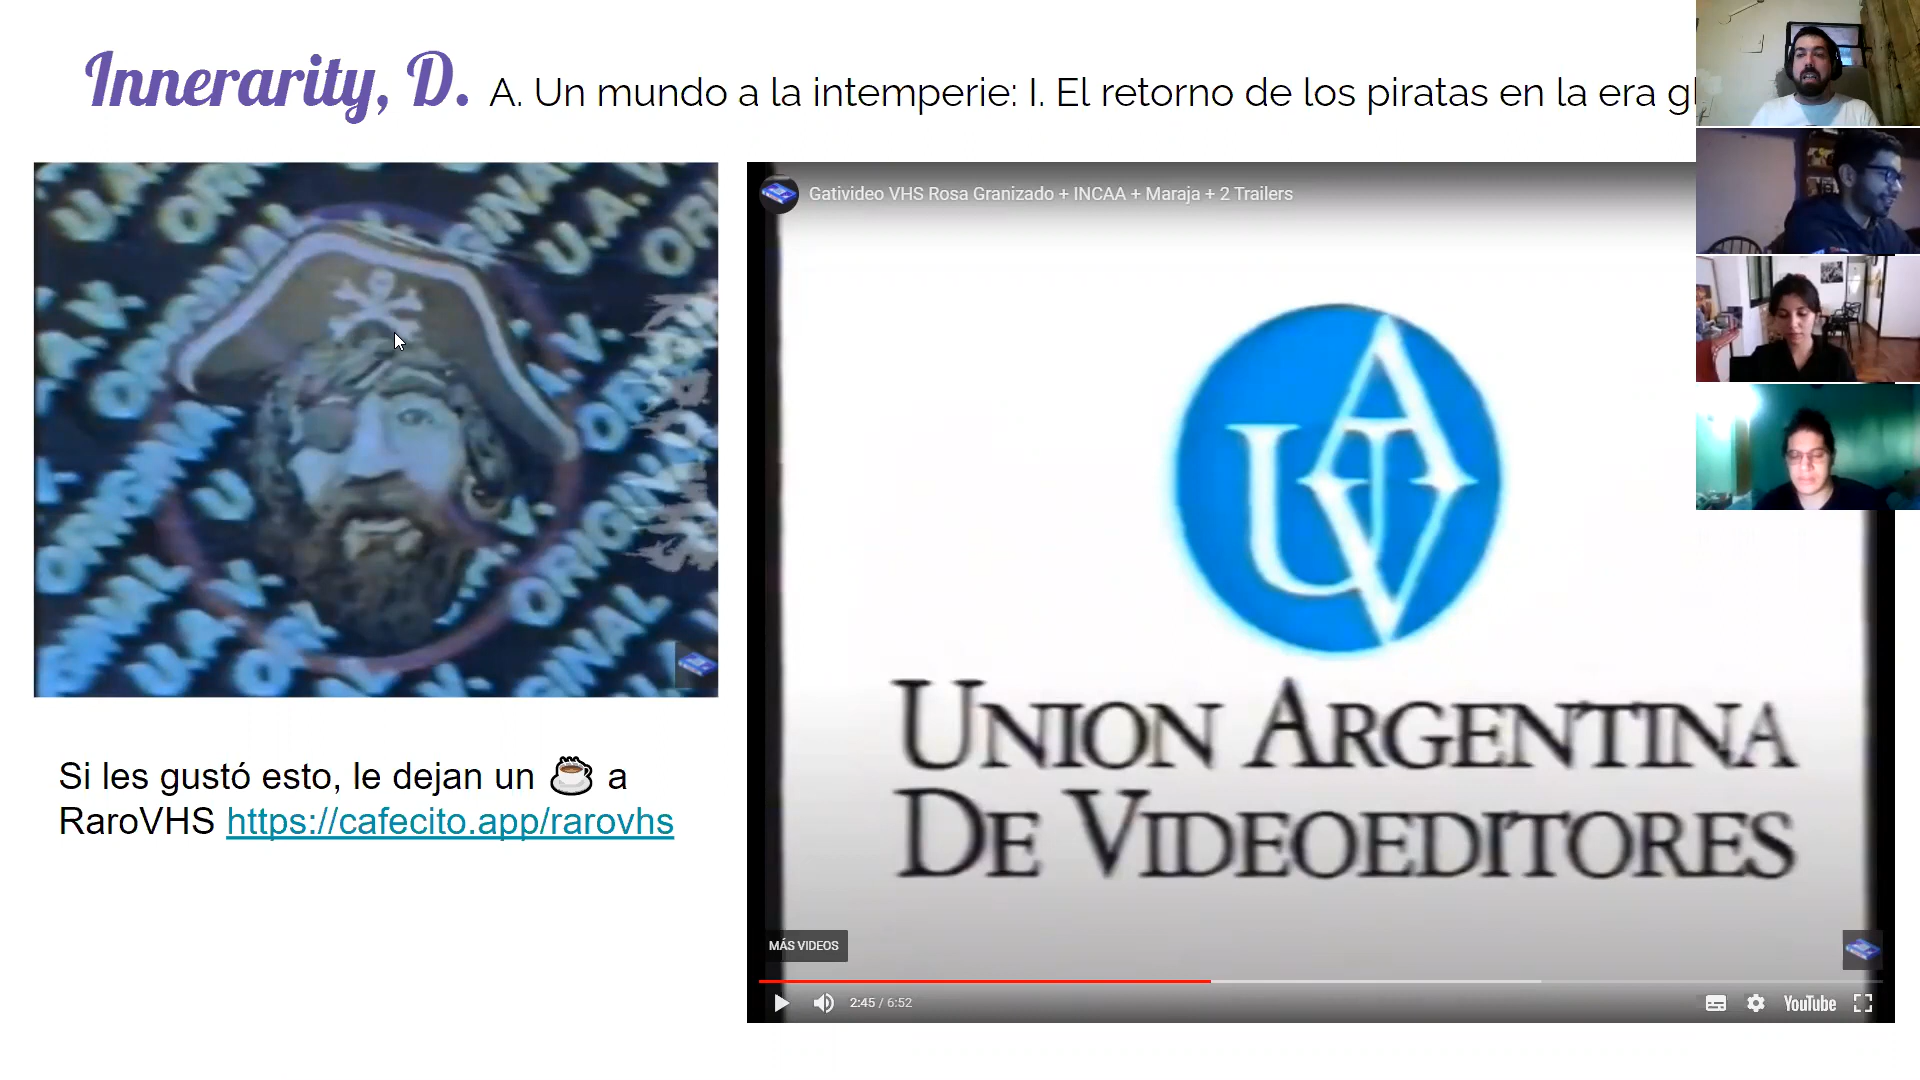 Innerarity, D. A. Un mundo a la intemperie: I. El retorno de los piratas en la era
U.A.V.
ORIGINAL
Gativideo VHS Rosa Granizado + INCAA + Maraja + 2 Trailers
UAV
UNION ARGENTINA
DE VIDEOEDITORES
Si les gustó esto, le dejan un ☕ a
RaroVHS https://cafecito.app/rarovhs
MÁS VIDEOS
2:45 / 6:52
YouTube